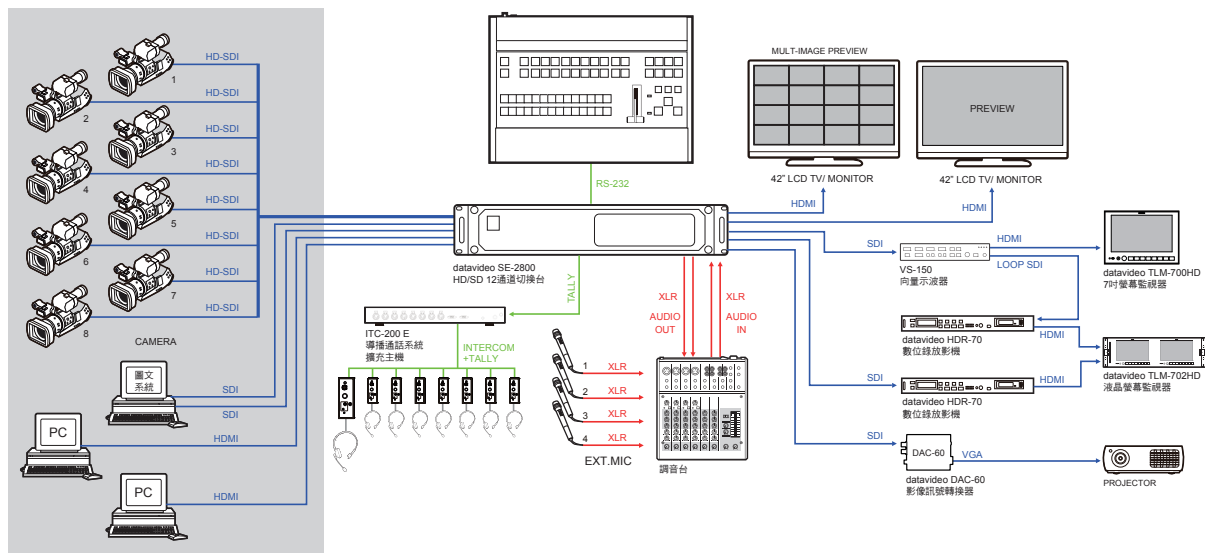 HD-SDI
1
HD-SDI
2
HD-SDI
3
HD-SDI
4
HD-SDI
5
HD-SDI
6
HD-SDI
7
HD-SDI
8
CAMERA
圖文
系統
SDI
SDI
PC
HDMI
PC
HDMI
RS-232
datavideo SE-2800
HD/SD 12通道切換台
TALLY
ITC-200 E
導播通話系統
擴充主機
INTERCOM
+TALLY
XLR
AUDIO
OUT
XLR
AUDIO
IN
1 XLR
2 XLR
3 XLR
4 XLR
EXT.MIC
調音台
MULT-IMAGE PREVIEW
42" LCD TV/ MONITOR
HDMI
PREVIEW
42" LCD TV/ MONITOR
HDMI
SDI
VS-150
向量示波器
HDMI
LOOP SDI
datavideo TLM-700HD
7吋螢幕監視器
datavideo HDR-70
數位錄放影機
HDMI
SDI
datavideo HDR-70
數位錄放影機
HDMI
datavideo TLM-702HD
液晶螢幕監視器
SDI
DAC-60
datavideo DAC-60
影像訊號轉換器
VGA
PROJECTOR